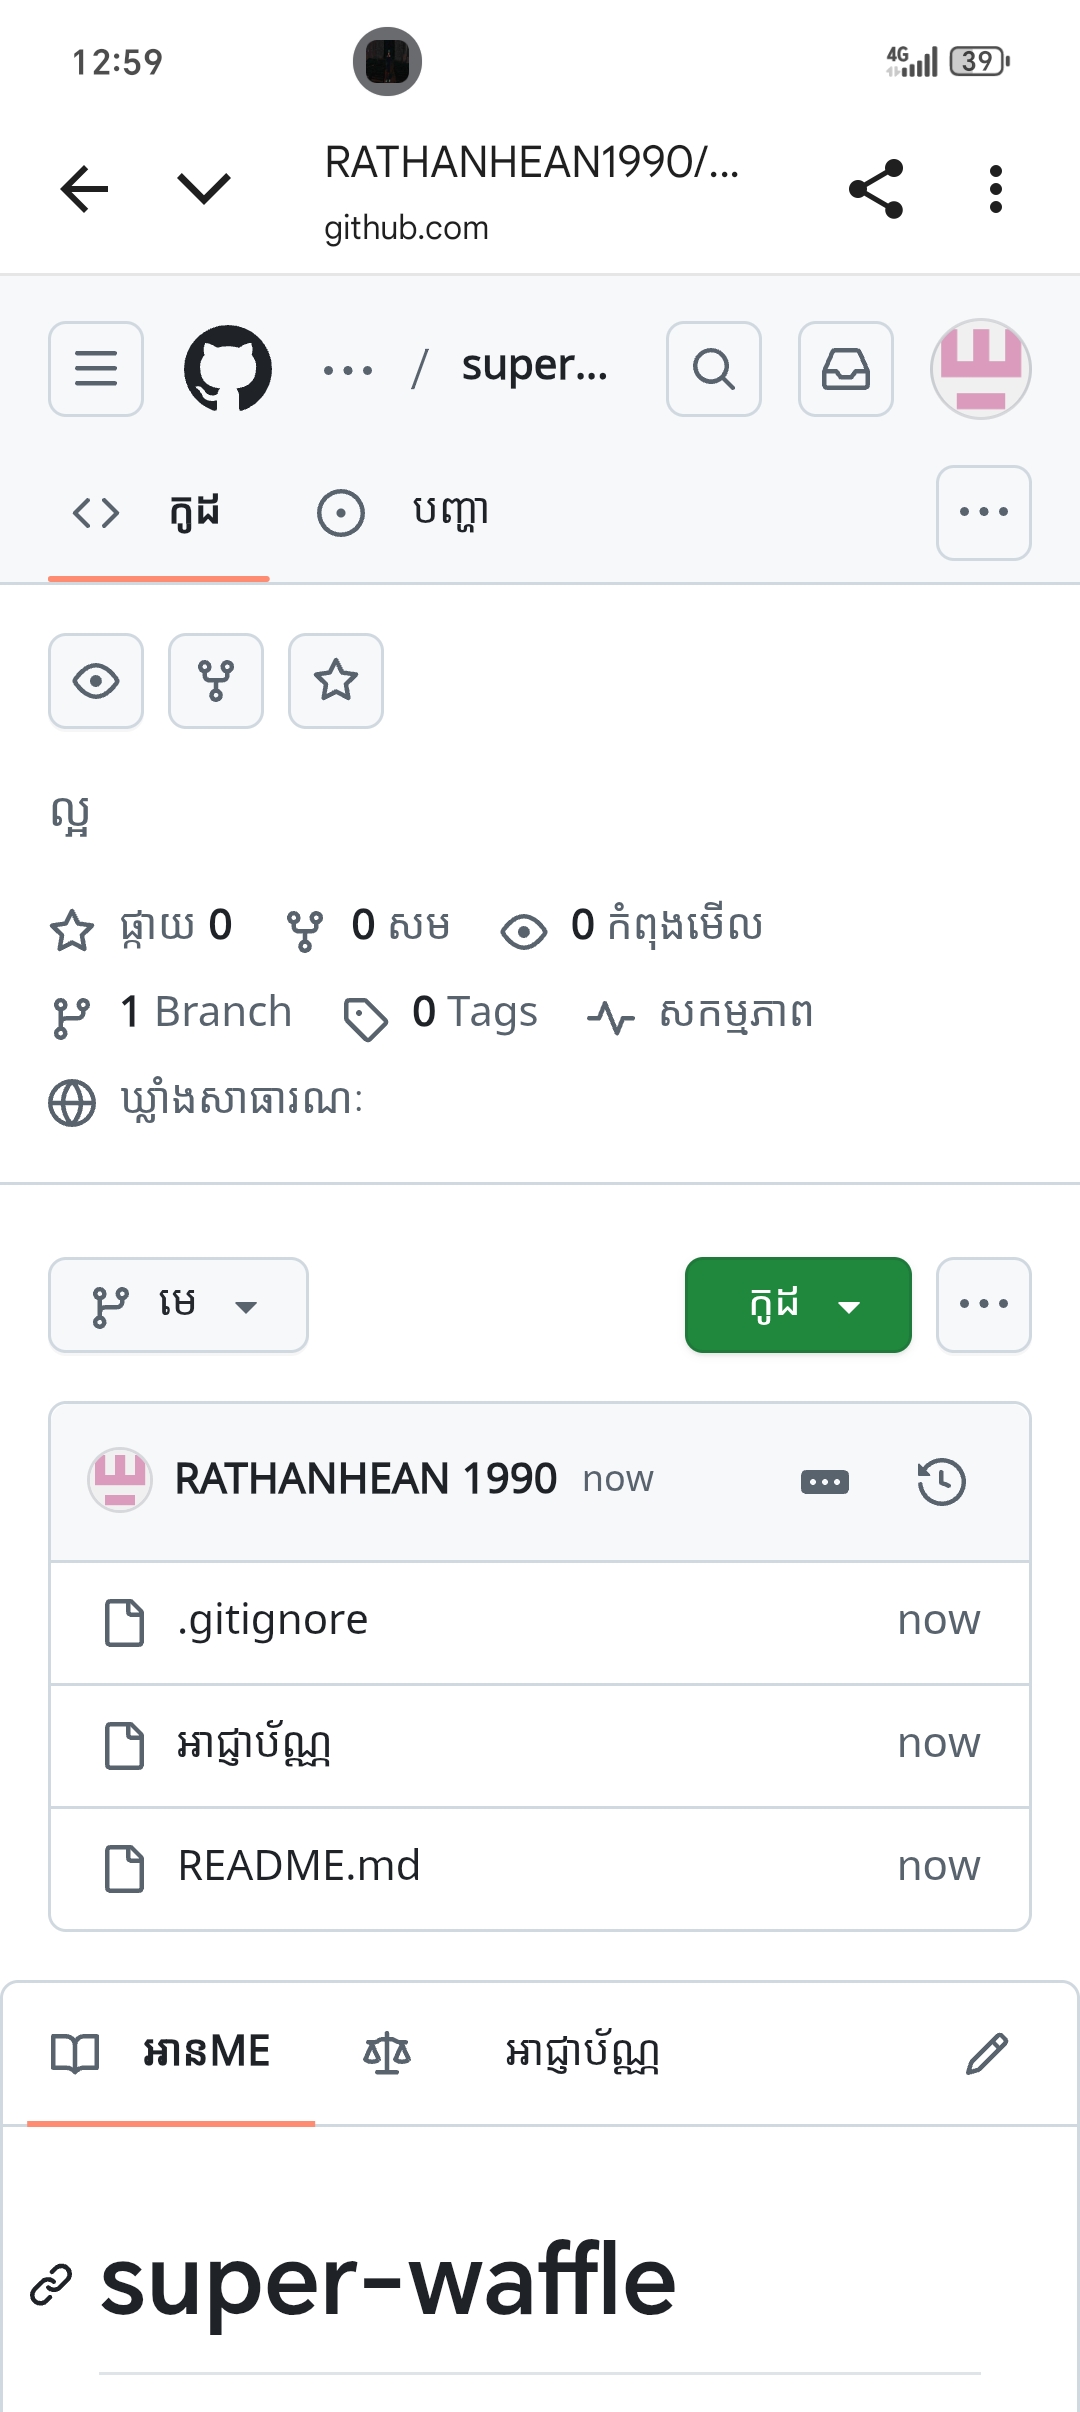 12:59
4G
39
RATHANHEAN1990/...
github.com
... / super...
កូដ
បញ្ហា
ល្អ
ផ្កាយ 0
0 សម
0 កំពុងមើល
1 Branch
0 Tags
សកម្មភាព
ឃ្លាំងសាធារណៈ
មេ
កូដ
RATHANHEAN 1990 now
.gitignore now
អាជ្ញាប័ណ្ណ now
README.md now
អានME
អាជ្ញាប័ណ្ណ
super-waffle